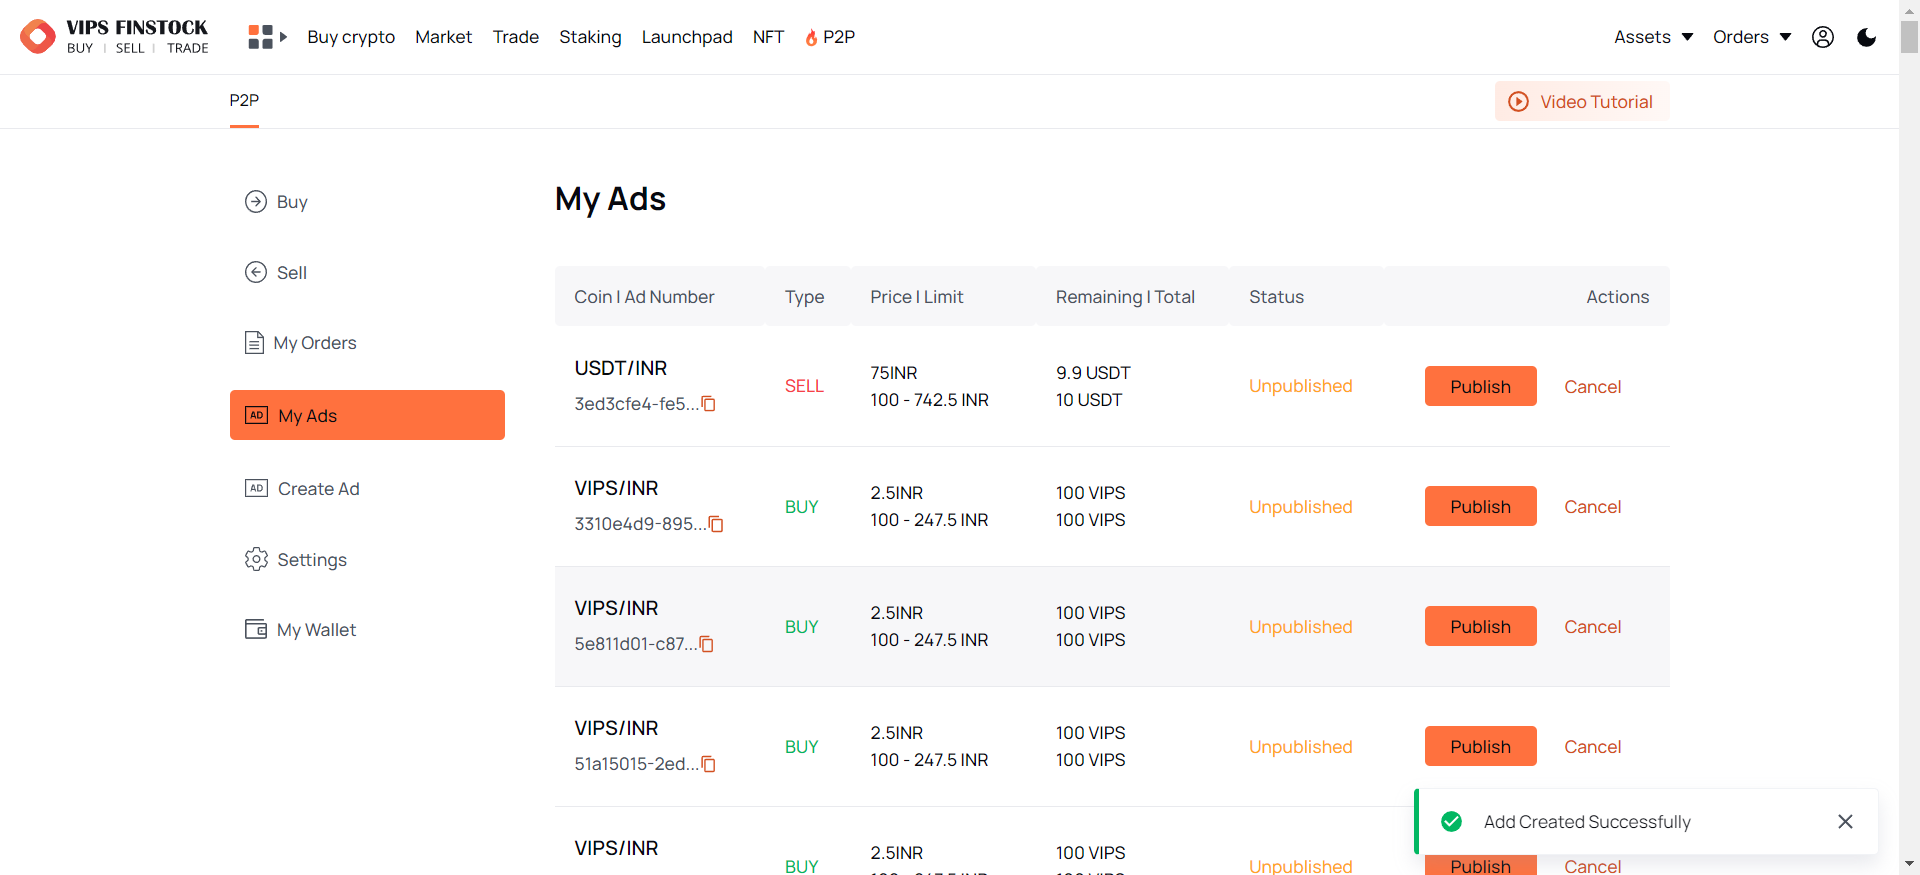 VIPS FINSTOCK
BUY | SELL | TRADE
Buy crypto Market Trade Staking Launchpad NFT P2P
Assets Orders
P2P
Video Tutorial
Buy
Sell
My Orders
AD My Ads
AD Create Ad
Settings
My Wallet
My Ads
Coin | Ad Number Type Price | Limit Remaining | Total Status Actions
USDT/INR
3ed3cfe4-fe5...
SELL
75INR
100 - 742.5 INR
9.9 USDT
10 USDT
Unpublished
Publish
Cancel
VIPS/INR
3310e4d9-895...
BUY
2.5INR
100 - 247.5 INR
100 VIPS
100 VIPS
Unpublished
Publish
Cancel
VIPS/INR
5e811d01-c87...
BUY
2.5INR
100 - 247.5 INR
100 VIPS
100 VIPS
Unpublished
Publish
Cancel
VIPS/INR
51a15015-2ed...
BUY
2.5INR
100 - 247.5 INR
100 VIPS
100 VIPS
Unpublished
Publish
Cancel
VIPS/INR
BUY
2.5INR
100 VIPS
Unpublished
Publish
Cancel
Add Created Successfully